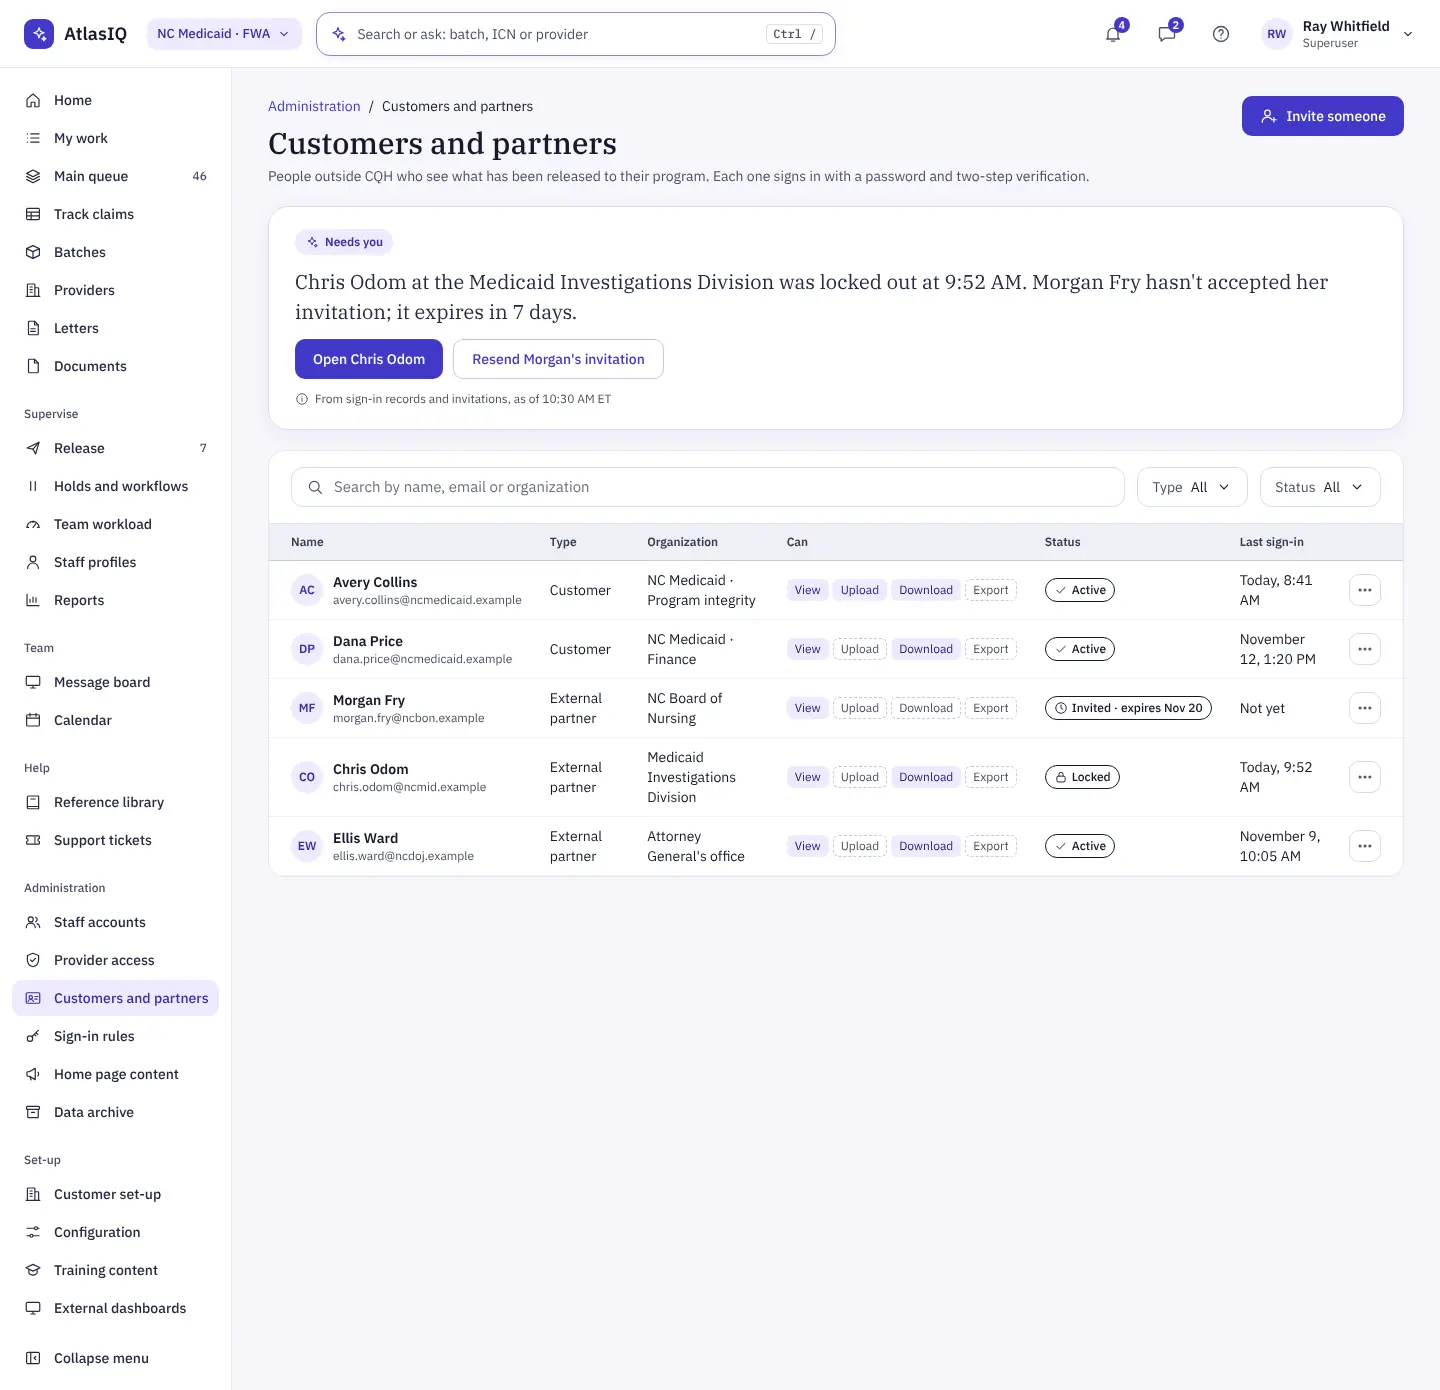 AtlasIQ
NC Medicaid · FWA
Search or ask: batch, ICN or provider
Ctrl /
4
2
RW
Ray Whitfield
Superuser
Home
My work
Main queue 46
Track claims
Batches
Providers
Letters
Documents
Supervise
Release 7
Holds and workflows
Team workload
Staff profiles
Reports
Team
Message board
Calendar
Help
Reference library
Support tickets
Administration
Staff accounts
Provider access
Customers and partners
Sign-in rules
Home page content
Data archive
Set-up
Customer set-up
Configuration
Training content
External dashboards
Collapse menu
Administration / Customers and partners
Invite someone
Customers and partners
People outside CQH who see what has been released to their program. Each one signs in with a password and two-step verification.
Needs you
Chris Odom at the Medicaid Investigations Division was locked out at 9:52 AM. Morgan Fry hasn't accepted her
invitation; it expires in 7 days.
Open Chris Odom
Resend Morgan's invitation
From sign-in records and invitations, as of 10:30 AM ET
Search by name, email or organization
Type All
Status All
Name Type Organization Can Status Last sign-in
AC
Avery Collins
avery.collins@ncmedicaid.example
Customer
NC Medicaid ·
Program integrity
View Upload Download Export
Active
Today, 8:41
AM
DP
Dana Price
dana.price@ncmedicaid.example
Customer
NC Medicaid ·
Finance
View Upload Download Export
Active
November
12, 1:20 PM
MF
Morgan Fry
morgan.fry@ncbon.example
External
partner
NC Board of
Nursing
View Upload Download Export
Invited · expires Nov 20
Not yet
CO
Chris Odom
chris.odom@ncmid.example
External
partner
Medicaid
Investigations
Division
View Upload Download Export
Locked
Today, 9:52
AM
EW
Ellis Ward
ellis.ward@ncdoj.example
External
partner
Attorney
General's office
View Upload Download Export
Active
November 9,
10:05 AM